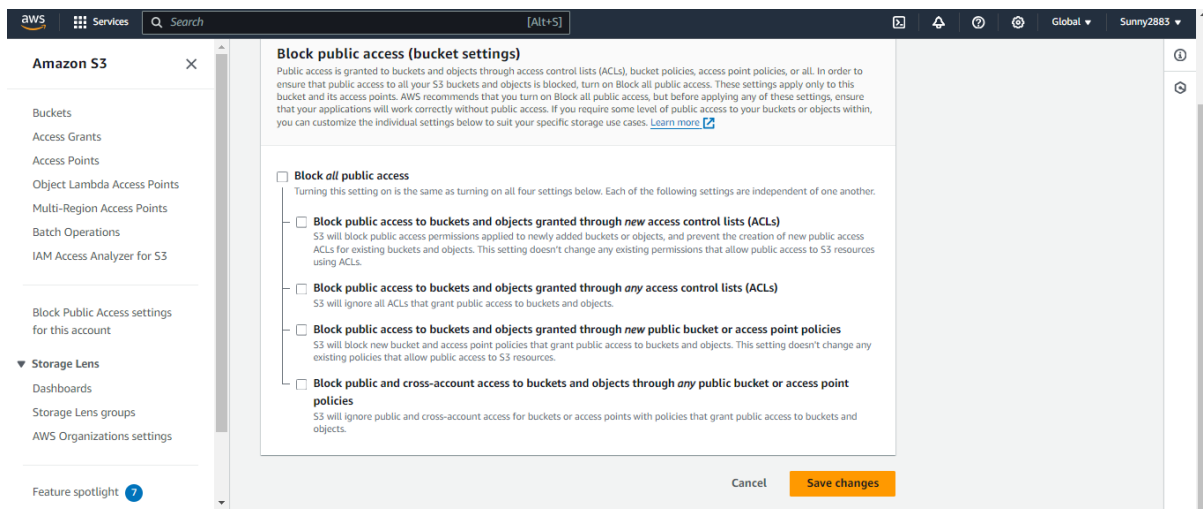 aws Services Search [Alt+S] Global Sunny2883
Amazon S3
Buckets
Access Grants
Access Points
Object Lambda Access Points
Multi-Region Access Points
Batch Operations
IAM Access Analyzer for S3
Block Public Access settings
for this account
Storage Lens
Dashboards
Storage Lens groups
AWS Organizations settings
Feature spotlight 7
Block public access (bucket settings)
Public access is granted to buckets and objects through access control lists (ACLs), bucket policies, access point policies, or all. In order to
ensure that public access to all your S3 buckets and objects is blocked, turn on Block all public access. These settings apply only to this
bucket and its access points. AWS recommends that you turn on Block all public access, but before applying any of these settings, ensure
that your applications will work correctly without public access. If you require some level of public access to your buckets or objects within,
you can customize the individual settings below to suit your specific storage use cases. Learn more
Block all public access
Turning this setting on is the same as turning on all four settings below. Each of the following settings are independent of one another.
Block public access to buckets and objects granted through new access control lists (ACLs)
S3 will block public access permissions applied to newly added buckets or objects, and prevent the creation of new public access
ACLs for existing buckets and objects. This setting doesn't change any existing permissions that allow public access to S3 resources
using ACLs.
Block public access to buckets and objects granted through any access control lists (ACLs)
S3 will ignore all ACLs that grant public access to buckets and objects.
Block public access to buckets and objects granted through new public bucket or access point policies
S3 will block new bucket and access point policies that grant public access to buckets and objects. This setting doesn't change any
existing policies that allow public access to S3 resources.
Block public and cross-account access to buckets and objects through any public bucket or access point
policies
S3 will ignore public and cross-account access for buckets or access points with policies that grant public access to buckets and
objects.
Cancel Save changes